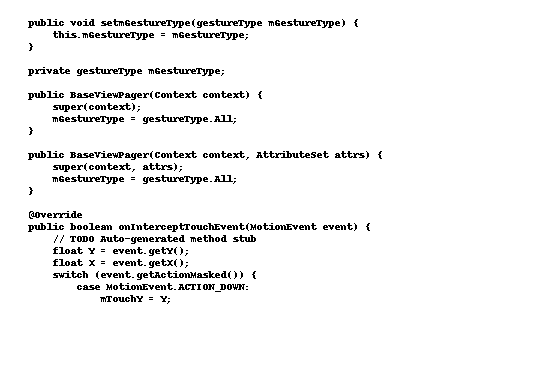 public void setmGestureType(gestureType mGestureType) {
    this.mGestureType = mGestureType;
}

private gestureType mGestureType;

public BaseViewPager(Context context) {
    super(context);
    mGestureType = gestureType.All;
}

public BaseViewPager(Context context, AttributeSet attrs) {
    super(context, attrs);
    mGestureType = gestureType.All;
}

@Override
public boolean onInterceptTouchEvent(MotionEvent event) {
    // TODO Auto-generated method stub
    float Y = event.getY();
    float X = event.getX();
    switch (event.getActionMasked()) {
        case MotionEvent.ACTION_DOWN:
            mTouchY = Y;